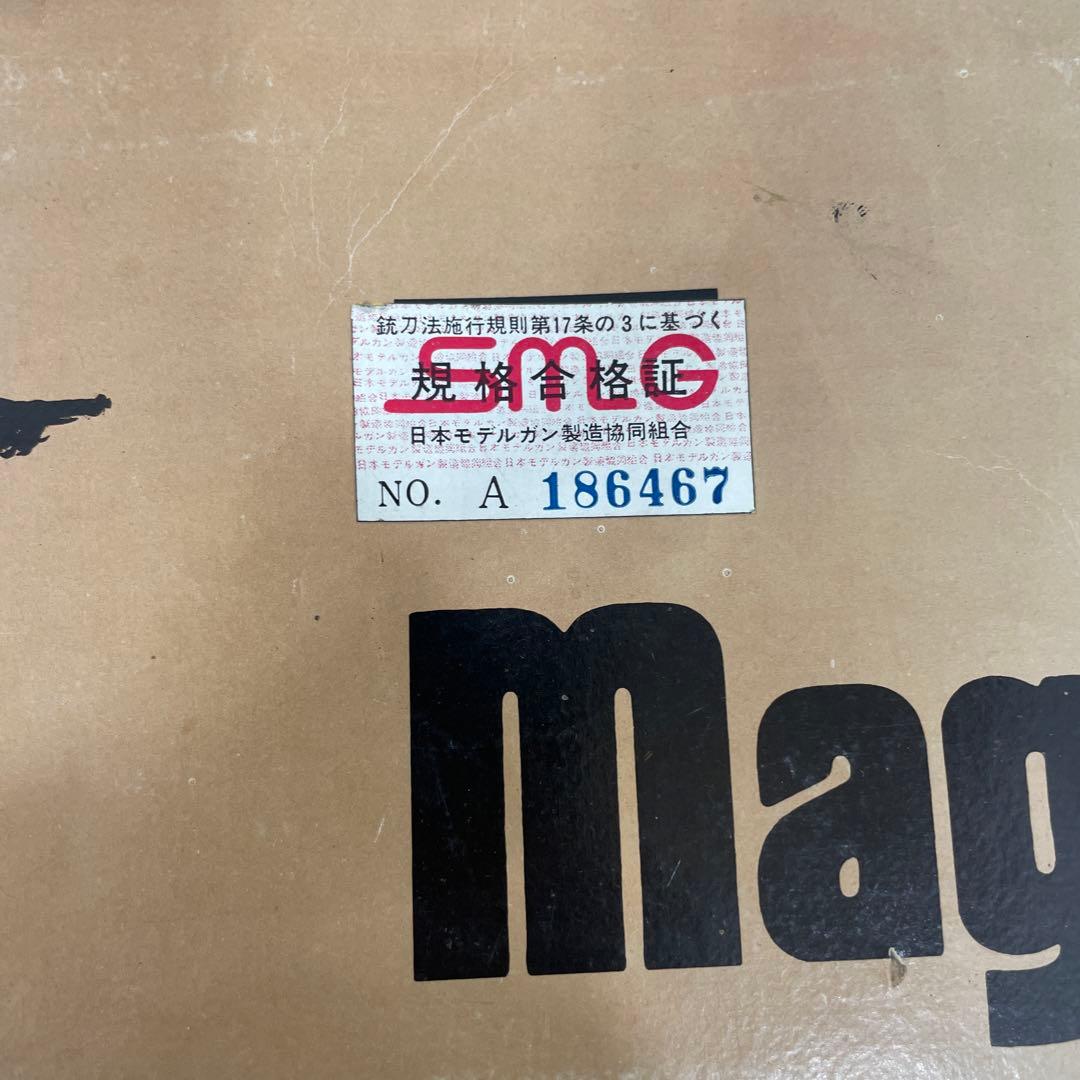 銃刀法施行規則第17条の3に基づく
SMG
規格合格証
日本モデルガン製造協同組合
NO. A 186467
Mag